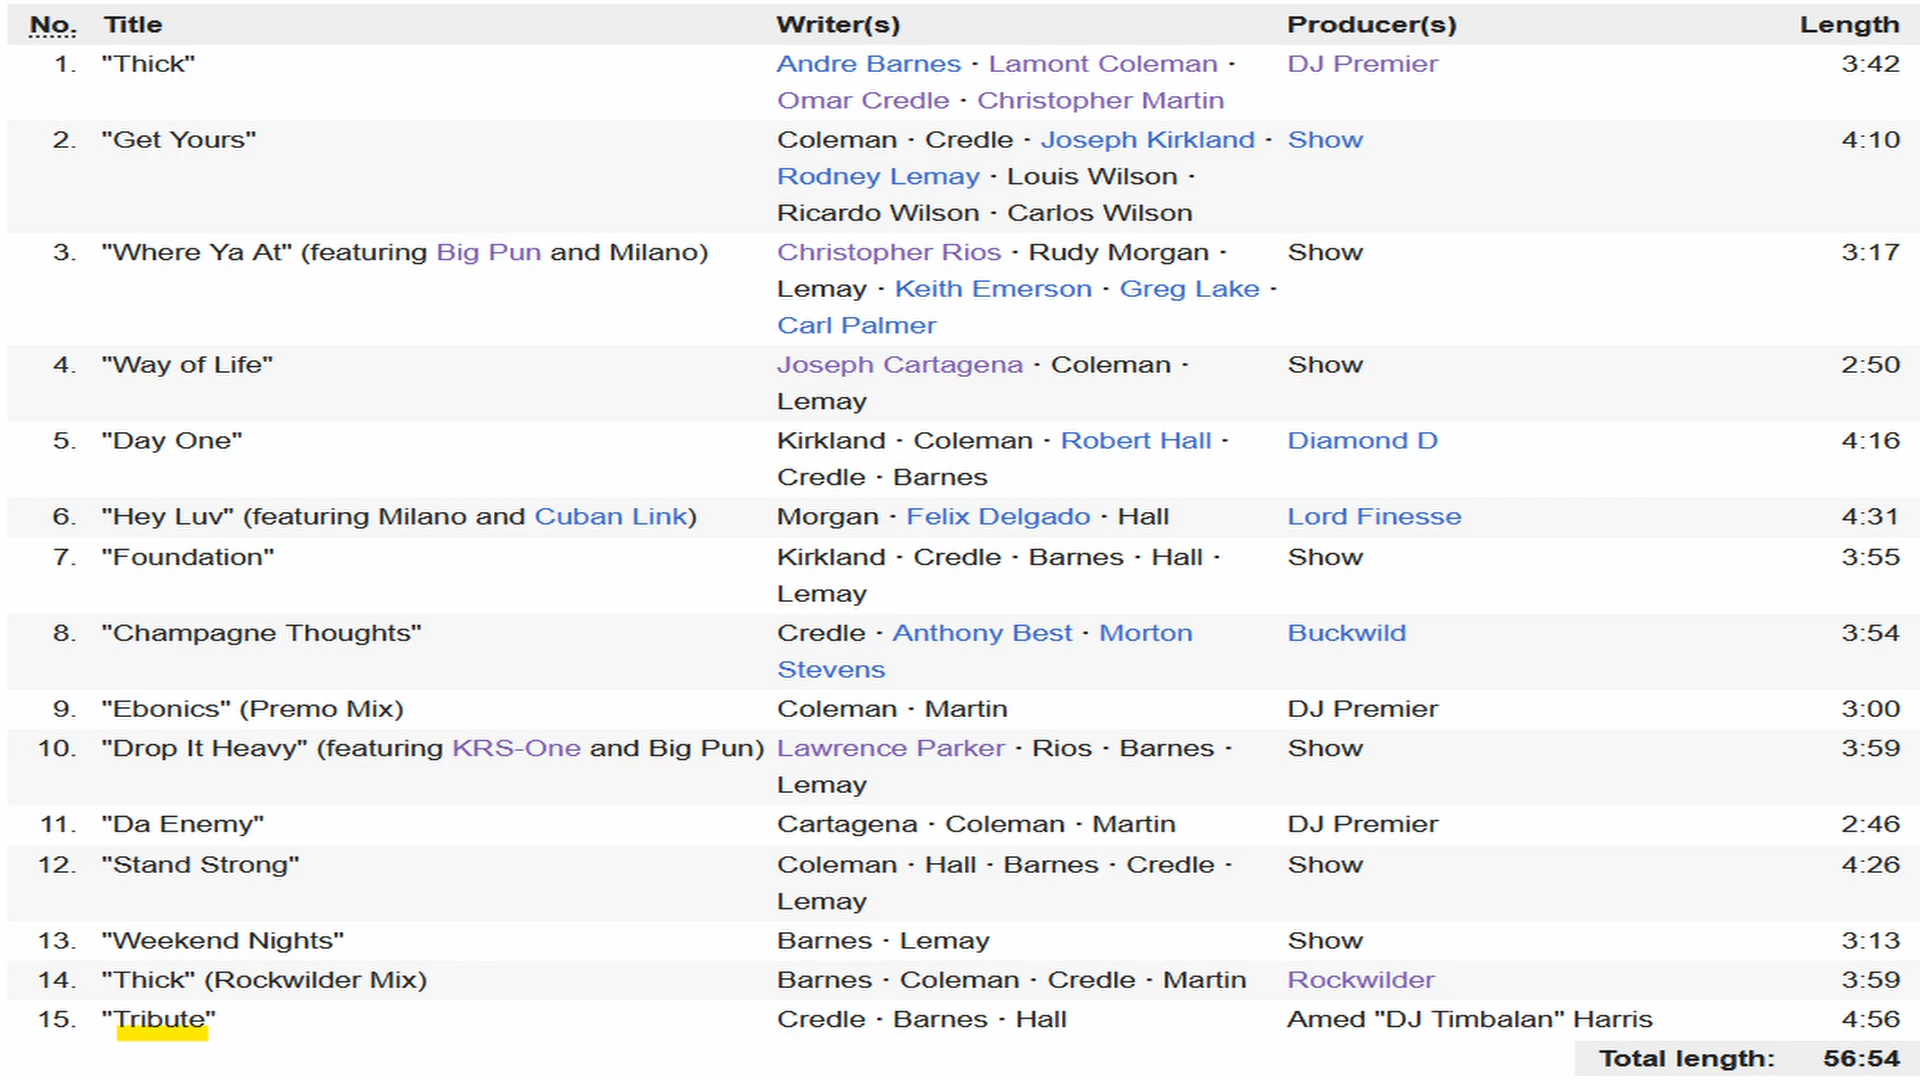 No. Title Writer(s) Producer(s) Length
1. "Thick" Andre Barnes · Lamont Coleman · DJ Premier 3:42
Omar Credle · Christopher Martin
2. "Get Yours" Coleman · Credle · Joseph Kirkland · Show 4:10
Rodney Lemay · Louis Wilson ·
Ricardo Wilson · Carlos Wilson
3. "Where Ya At" (featuring Big Pun and Milano) Christopher Rios · Rudy Morgan · Show 3:17
Lemay · Keith Emerson · Greg Lake ·
Carl Palmer
4. "Way of Life" Joseph Cartagena · Coleman · Show 2:50
Lemay
5. "Day One" Kirkland · Coleman · Robert Hall · Diamond D 4:16
Credle · Barnes
6. "Hey Luv" (featuring Milano and Cuban Link) Morgan · Felix Delgado · Hall Lord Finesse 4:31
7. "Foundation" Kirkland · Credle · Barnes · Hall · Show 3:55
Lemay
8. "Champagne Thoughts" Credle · Anthony Best · Morton Buckwild 3:54
Stevens
9. "Ebonics" (Premo Mix) Coleman · Martin DJ Premier 3:00
10. "Drop It Heavy" (featuring KRS-One and Big Pun) Lawrence Parker · Rios · Barnes · Show 3:59
Lemay
11. "Da Enemy" Cartagena · Coleman · Martin DJ Premier 2:46
12. "Stand Strong" Coleman · Hall · Barnes · Credle · Show 4:26
Lemay
13. "Weekend Nights" Barnes · Lemay Show 3:13
14. "Thick" (Rockwilder Mix) Barnes · Coleman · Credle · Martin Rockwilder 3:59
15. "Tribute" Credle · Barnes · Hall Amed "DJ Timbalan" Harris 4:56
Total length: 56:54